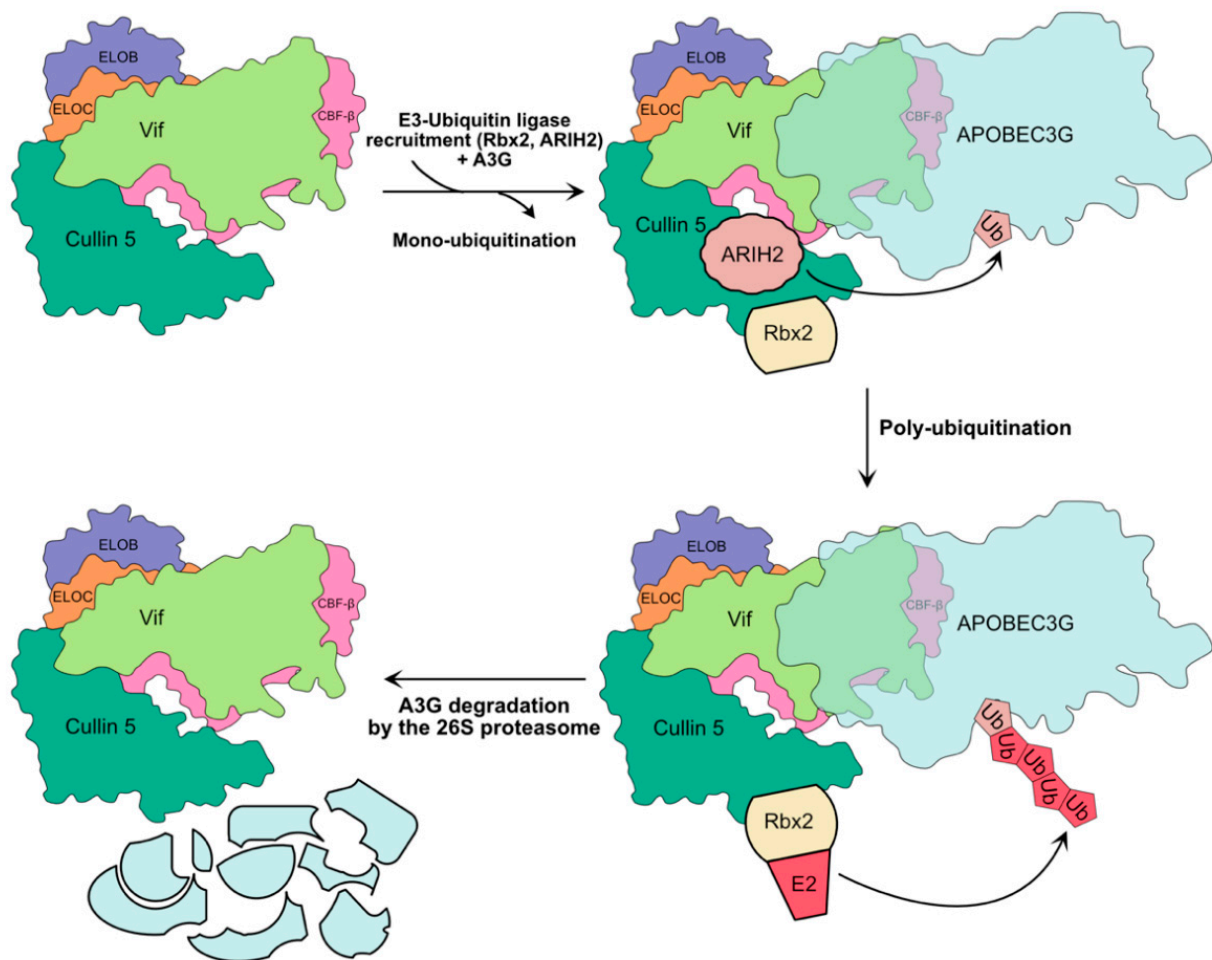 ELOB
ELOC
Vif
CBF-β
Cullin 5
E3-Ubiquitin ligase
recruitment (Rbx2, ARIH2)
+ A3G
Mono-ubiquitination
ELOB
ELOC
Vif
CBF-β
APOBEC3G
Cullin 5
ARIH2
Ub
Rbx2
Poly-ubiquitination
ELOB
ELOC
Vif
CBF-β
Cullin 5
A3G degradation
by the 26S proteasome
ELOB
ELOC
Vif
CBF-β
APOBEC3G
Cullin 5
Ub
Ub
Ub
Ub
Ub
Rbx2
E2